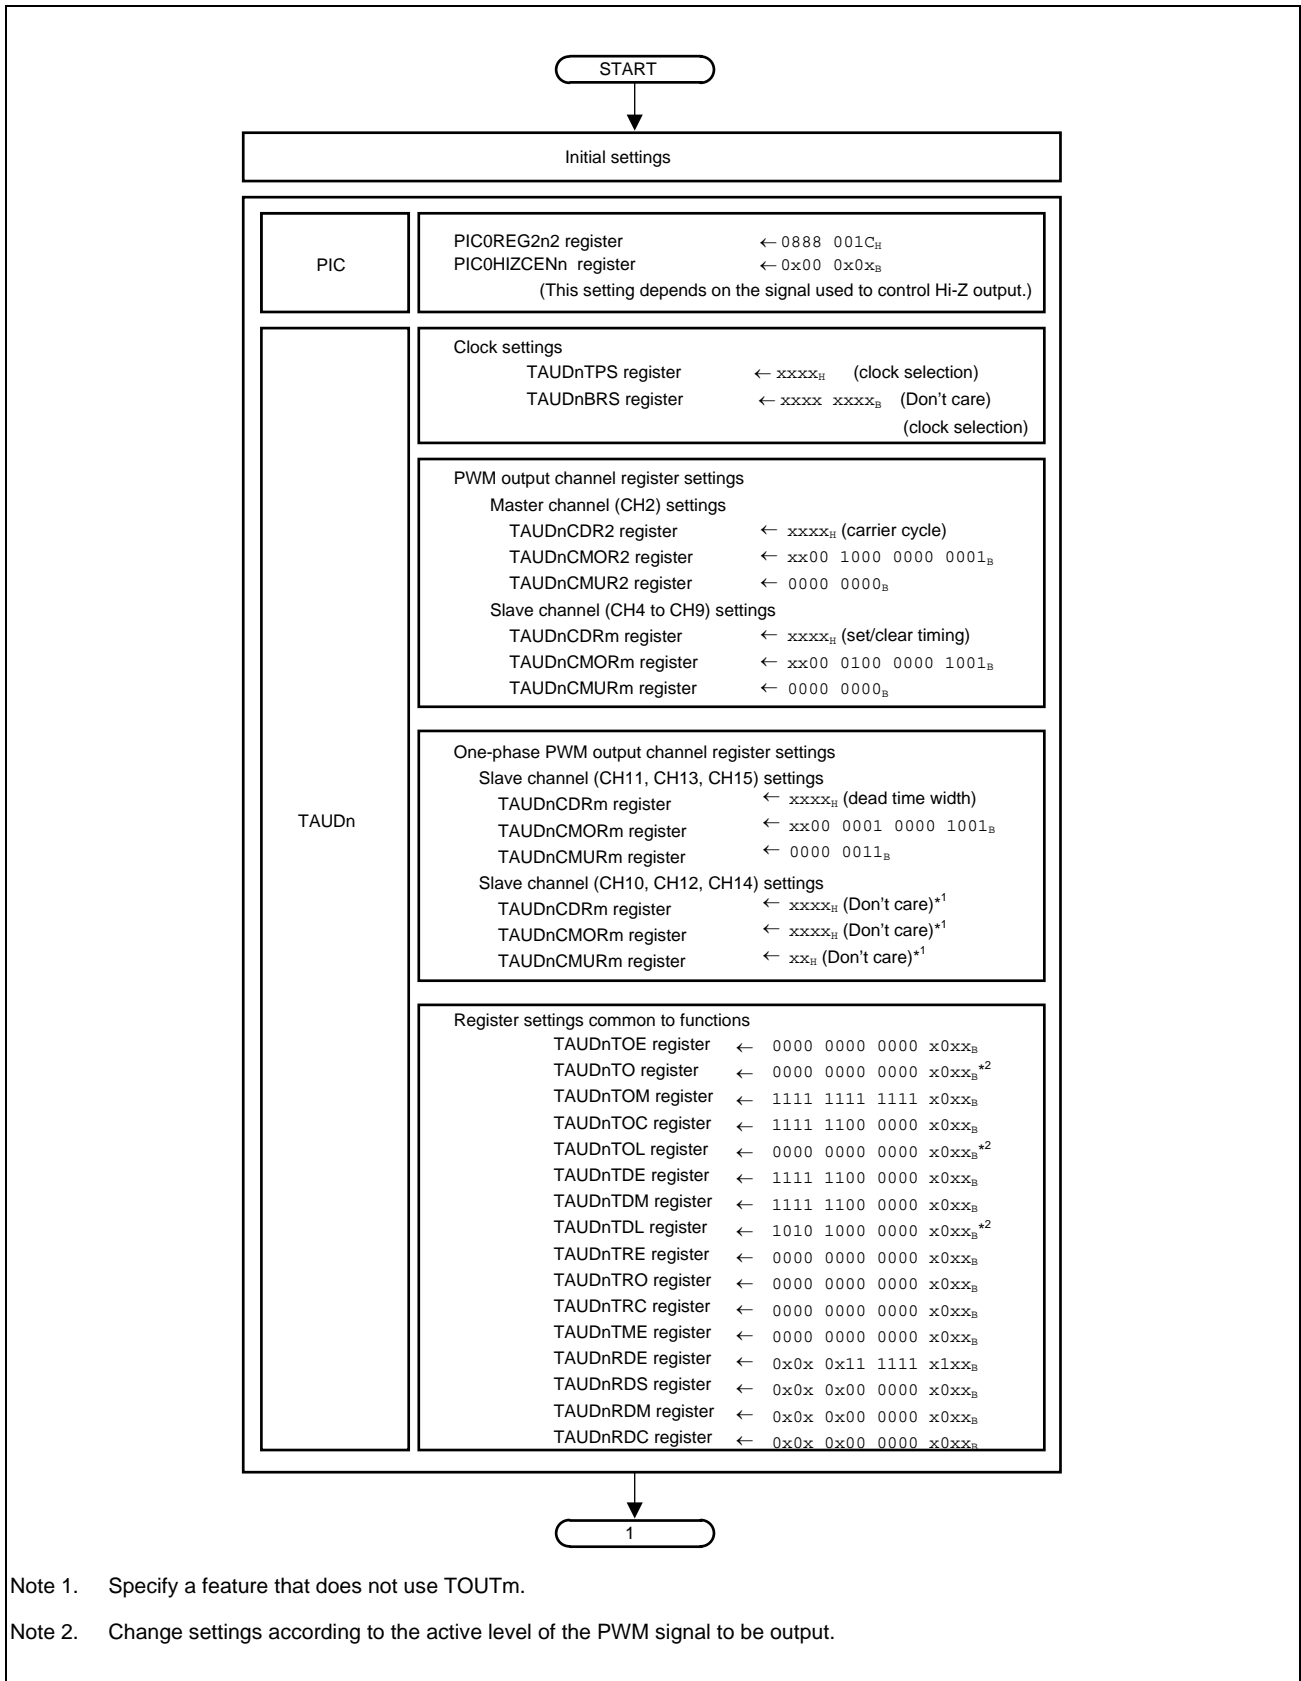 START
Initial settings
PIC
PIC0REG2n2 register ← 0888 001CH
PIC0HIZCENn register ← 0x00 0x0xB
(This setting depends on the signal used to control Hi-Z output.)
TAUDn
Clock settings
TAUDnTPS register ← xxxxH (clock selection)
TAUDnBRS register ← xxxx xxxxB (Don't care)
(clock selection)
PWM output channel register settings
Master channel (CH2) settings
TAUDnCDR2 register ← xxxxH (carrier cycle)
TAUDnCMOR2 register ← xx00 1000 0000 0001B
TAUDnCMUR2 register ← 0000 0000B
Slave channel (CH4 to CH9) settings
TAUDnCDRm register ← xxxxH (set/clear timing)
TAUDnCMORm register ← xx00 0100 0000 1001B
TAUDnCMURm register ← 0000 0000B
One-phase PWM output channel register settings
Slave channel (CH11, CH13, CH15) settings
TAUDnCDRm register ← xxxxH (dead time width)
TAUDnCMORm register ← xx00 0001 0000 1001B
TAUDnCMURm register ← 0000 0011B
Slave channel (CH10, CH12, CH14) settings
TAUDnCDRm register ← xxxxH (Don't care)*1
TAUDnCMORm register ← xxxxH (Don't care)*1
TAUDnCMURm register ← xxH (Don't care)*1
Register settings common to functions
TAUDnTOE register ← 0000 0000 0000 x0xxB
TAUDnTO register ← 0000 0000 0000 x0xxB*2
TAUDnTOM register ← 1111 1111 1111 x0xxB
TAUDnTOC register ← 1111 1100 0000 x0xxB
TAUDnTOL register ← 0000 0000 0000 x0xxB*2
TAUDnTDE register ← 1111 1100 0000 x0xxB
TAUDnTDM register ← 1111 1100 0000 x0xxB
TAUDnTDL register ← 1010 1000 0000 x0xxB*2
TAUDnTRE register ← 0000 0000 0000 x0xxB
TAUDnTRO register ← 0000 0000 0000 x0xxB
TAUDnTRC register ← 0000 0000 0000 x0xxB
TAUDnTME register ← 0000 0000 0000 x0xxB
TAUDnRDE register ← 0x0x 0x11 1111 x1xxB
TAUDnRDS register ← 0x0x 0x00 0000 x0xxB
TAUDnRDM register ← 0x0x 0x00 0000 x0xxB
TAUDnRDC register ← 0x0x 0x00 0000 x0xxB
1
Note 1. Specify a feature that does not use TOUTm.
Note 2. Change settings according to the active level of the PWM signal to be output.